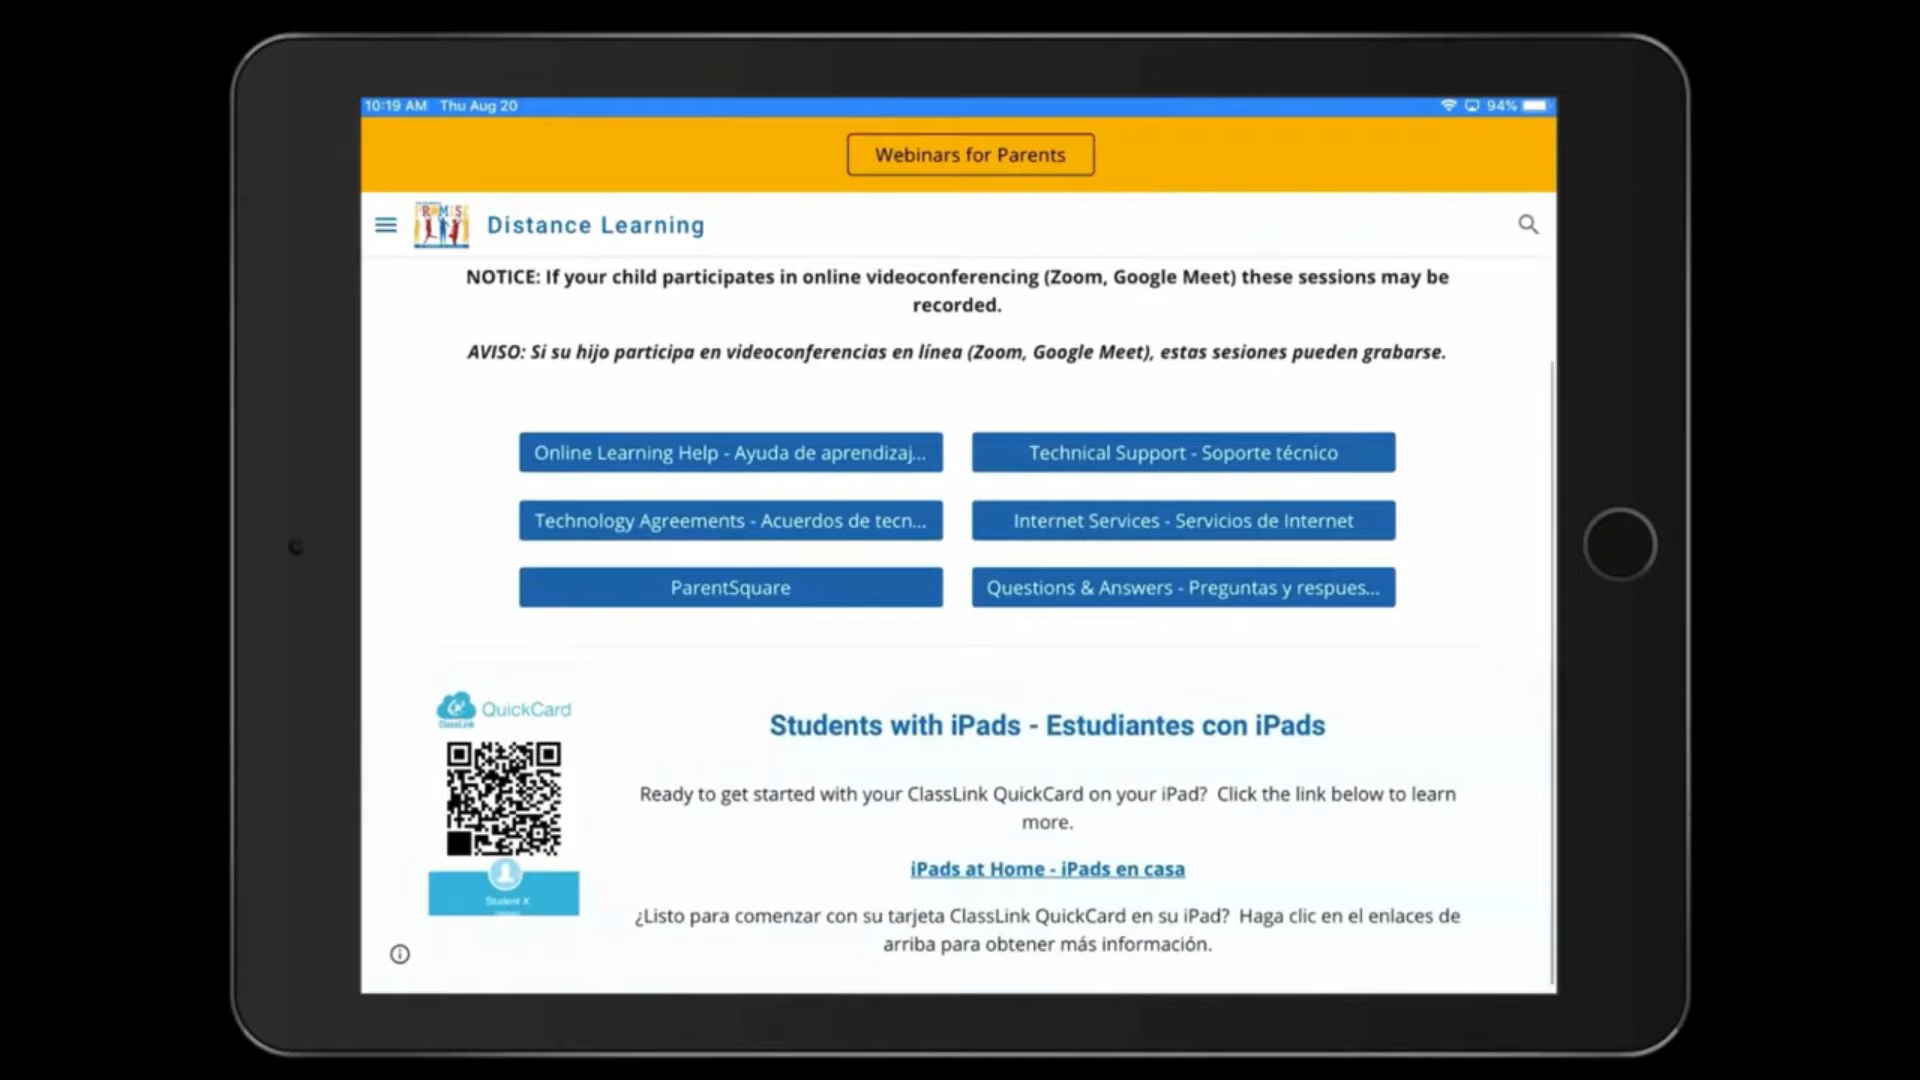 10:19 AM Thu Aug 20 94%
Webinars for Parents
PROMISE
Distance Learning
NOTICE: If your child participates in online videoconferencing (Zoom, Google Meet) these sessions may be
recorded.
AVISO: Si su hijo participa en videoconferencias en línea (Zoom, Google Meet), estas sesiones pueden grabarse.
Online Learning Help - Ayuda de aprendizaj...
Technical Support - Soporte técnico
Technology Agreements - Acuerdos de tecn...
Internet Services - Servicios de Internet
ParentSquare
Questions & Answers - Preguntas y respues...
ClassLink QuickCard
Student X
Students with iPads - Estudiantes con iPads
Ready to get started with your ClassLink QuickCard on your iPad? Click the link below to learn
more.
iPads at Home - iPads en casa
¿Listo para comenzar con su tarjeta ClassLink QuickCard en su iPad? Haga clic en el enlaces de
arriba para obtener más información.